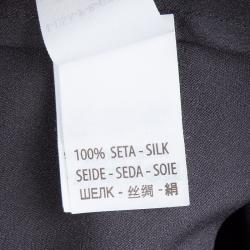 100% SETA - SILK
SEIDE - SEDA - SOIE
ШЕЛК - 丝绸 - 絹